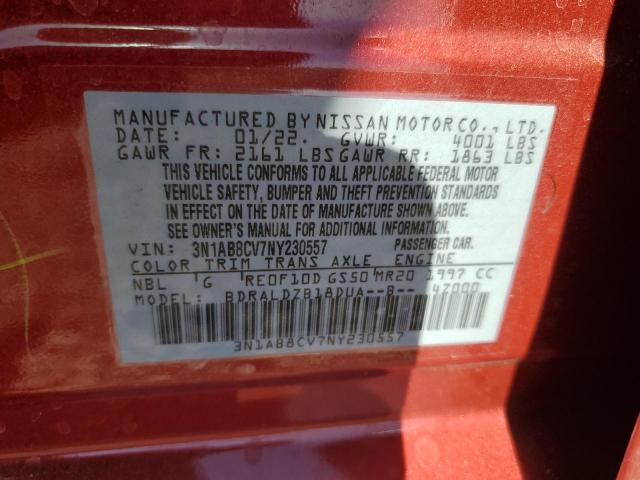 MANUFACTURED BY NISSAN MOTOR CO., LTD.
DATE: 01/22. GVWR: 4001 LBS
GAWR FR: 2161 LBS GAWR RR: 1863 LBS
THIS VEHICLE CONFORMS TO ALL APPLICABLE FEDERAL MOTOR
VEHICLE SAFETY, BUMPER AND THEFT PREVENTION STANDARDS
IN EFFECT ON THE DATE OF MANUFACTURE SHOWN ABOVE.
SEE OWNER'S MANUAL FOR ADDITIONAL INFORMATION.
VIN: 3N1AB8CV7NY230557 PASSENGER CAR.
COLOR TRIM TRANS AXLE ENGINE
NBL G RE0F10D GS50 MR20 1997 CC
MODEL: BDRALDZB18DUA--B-- 47000
3N1AB8CV7NY230557